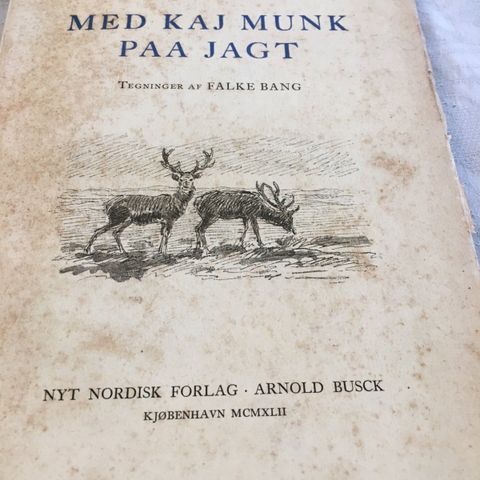 MED KAJ MUNK
PAA JAGT
TEGNINGER AF FALKE BANG
NYT NORDISK FORLAG · ARNOLD BUSCK
KJØBENHAVN MCMXLII